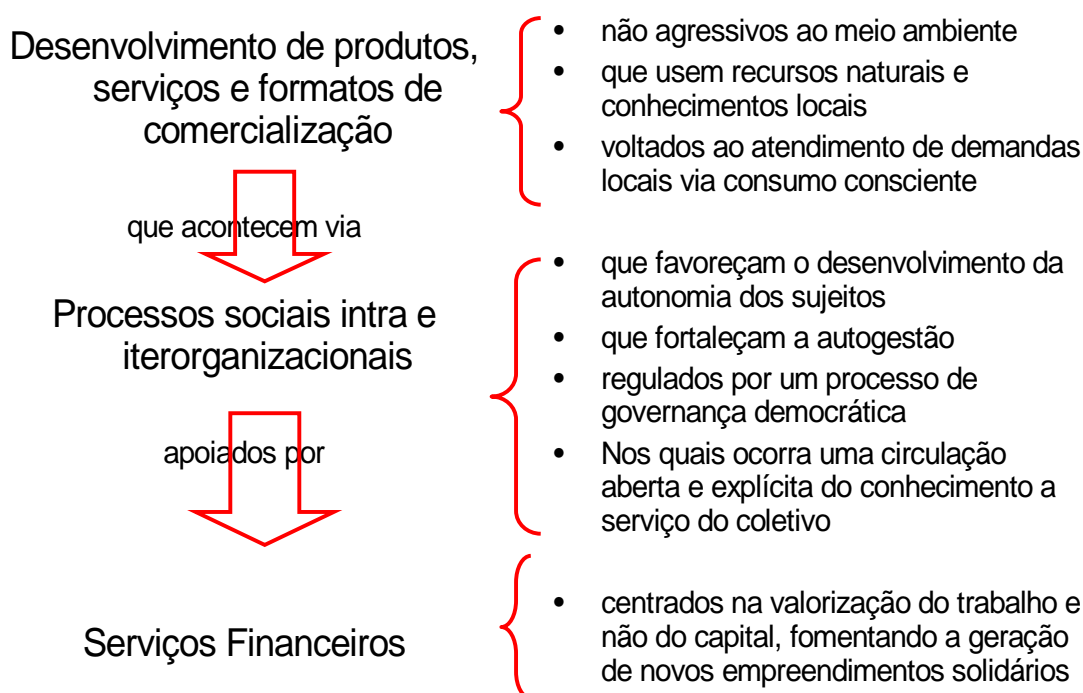 Desenvolvimento de produtos,
serviços e formatos de
comercialização
• não agressivos ao meio ambiente
• que usem recursos naturais e
conhecimentos locais
• voltados ao atendimento de demandas
locais via consumo consciente
que acontecem via
Processos sociais intra e
iterorganizacionais
• que favoreçam o desenvolvimento da
autonomia dos sujeitos
• que fortaleçam a autogestão
• regulados por um processo de
governança democrática
• Nos quais ocorra uma circulação
aberta e explícita do conhecimento a
serviço do coletivo
apoiados por
Serviços Financeiros
• centrados na valorização do trabalho e
não do capital, fomentando a geração
de novos empreendimentos solidários